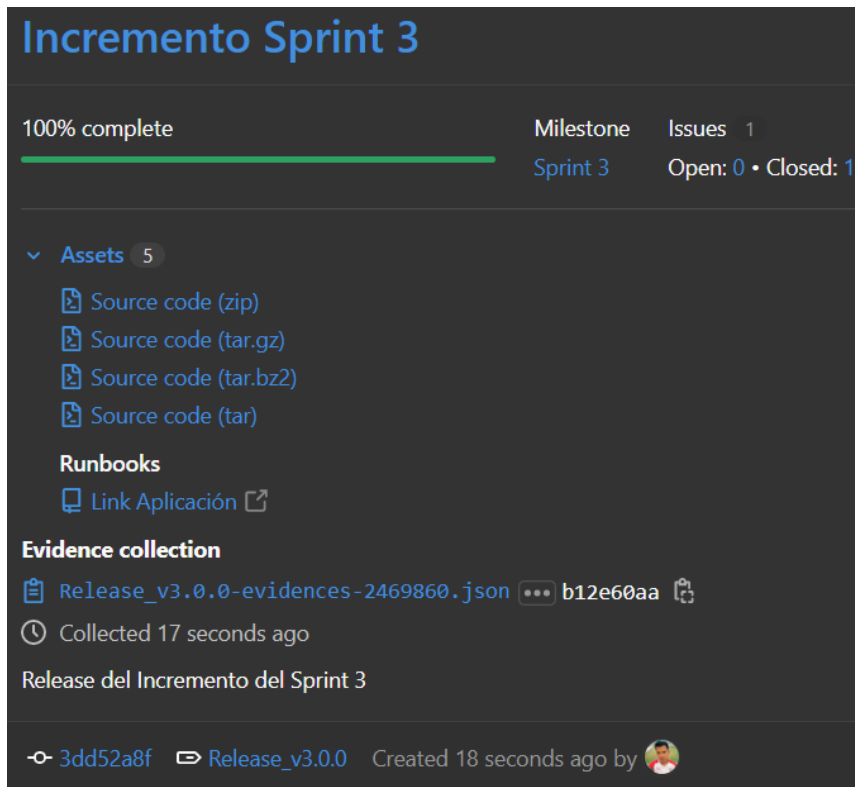 Incremento Sprint 3
100% complete
Milestone
Issues 1
Sprint 3
Open: 0 • Closed: 1
Assets 5
Source code (zip)
Source code (tar.gz)
Source code (tar.bz2)
Source code (tar)
Runbooks
Link Aplicación
Evidence collection
Release_v3.0.0-evidences-2469860.json ••• b12e60aa
Collected 17 seconds ago
Release del Incremento del Sprint 3
3dd52a8f Release_v3.0.0 Created 18 seconds ago by